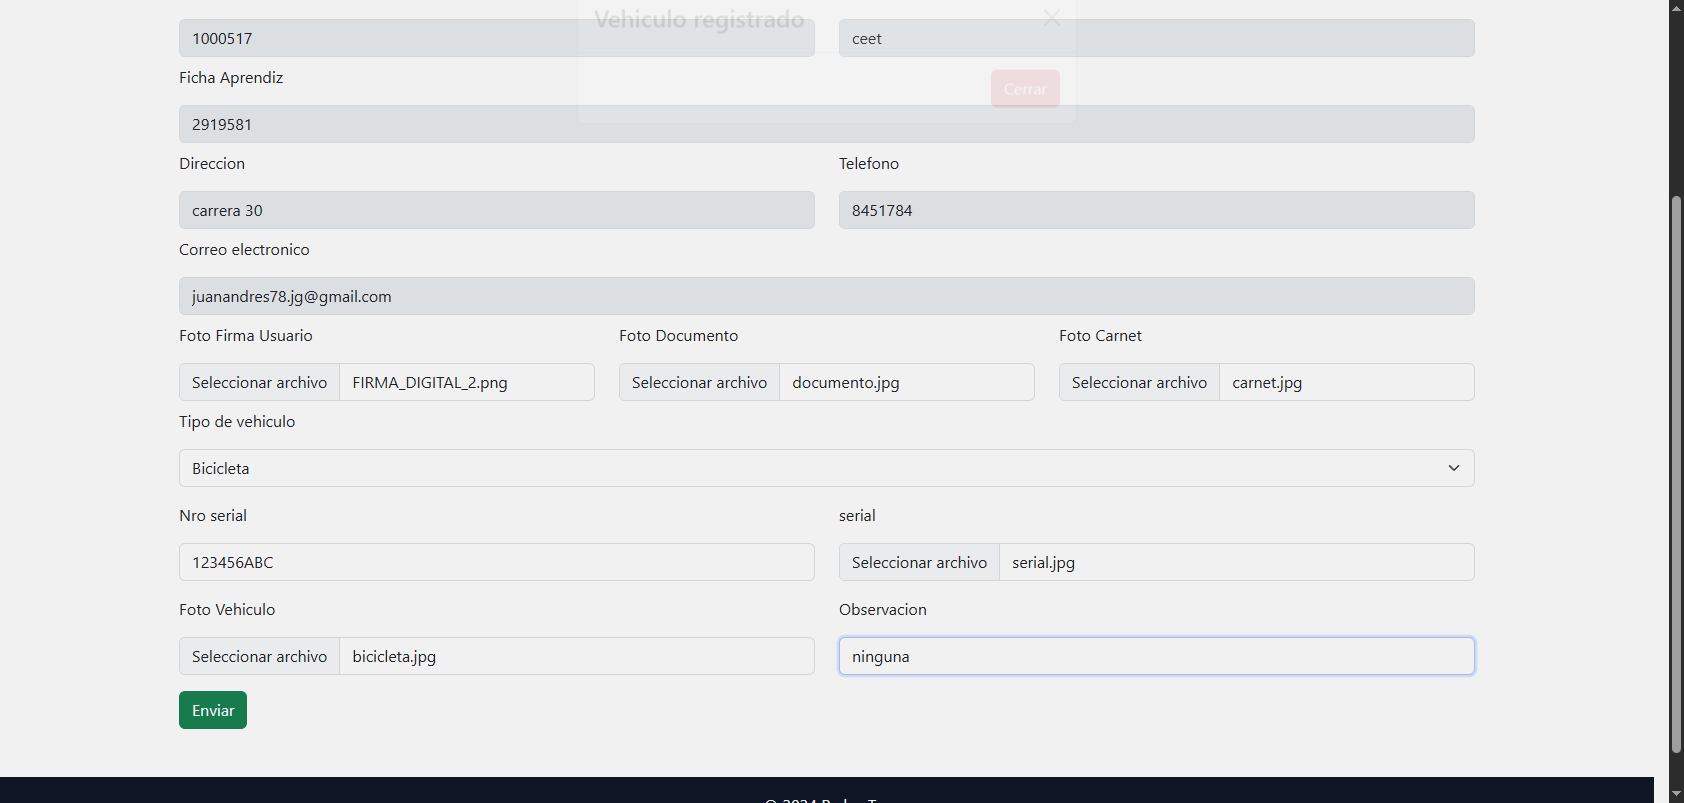 Vehiculo registrado
1000517
ceet
Ficha Aprendiz
Cerrar
2919581
Direccion
Telefono
carrera 30
8451784
Correo electronico
juanandres78.jg@gmail.com
Foto Firma Usuario
Foto Documento
Foto Carnet
Seleccionar archivo FIRMA_DIGITAL_2.png
Seleccionar archivo documento.jpg
Seleccionar archivo carnet.jpg
Tipo de vehiculo
Bicicleta
Nro serial
serial
123456ABC
Seleccionar archivo serial.jpg
Foto Vehiculo
Observacion
Seleccionar archivo bicicleta.jpg
ninguna
Enviar
© 2024